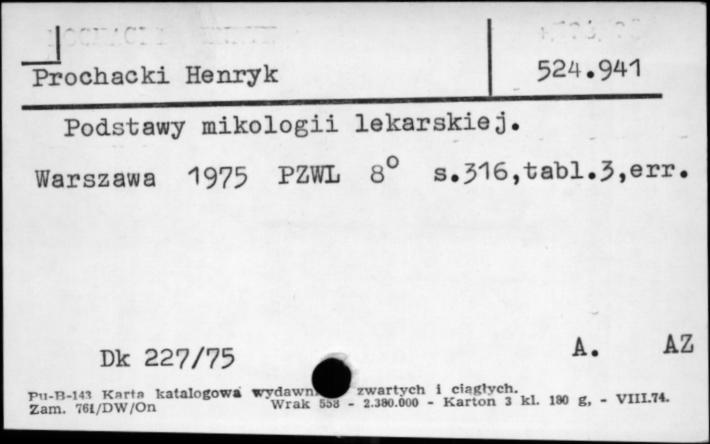 Prochacki Henryk 524.941
Podstawy mikologii lekarskiej.
Warszawa 1975 PZWL 8° s.316,tabl.3,err.
Dk 227/75 A. AZ
Pu-B-143 Karta katalogowa zwartych i ciągłych.
Zam. 761/DW/On Wrak 558 - 2.380.000 - Karton 3 kl. 180 g, - VIII.74.